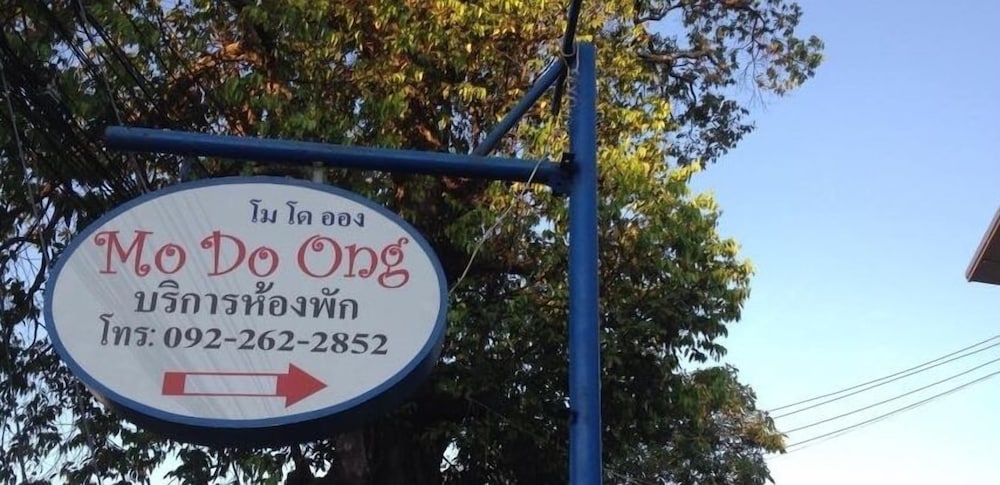 โม โด ออง
Mo Do Ong
บริการห้องพัก
โทร: 092-262-2852